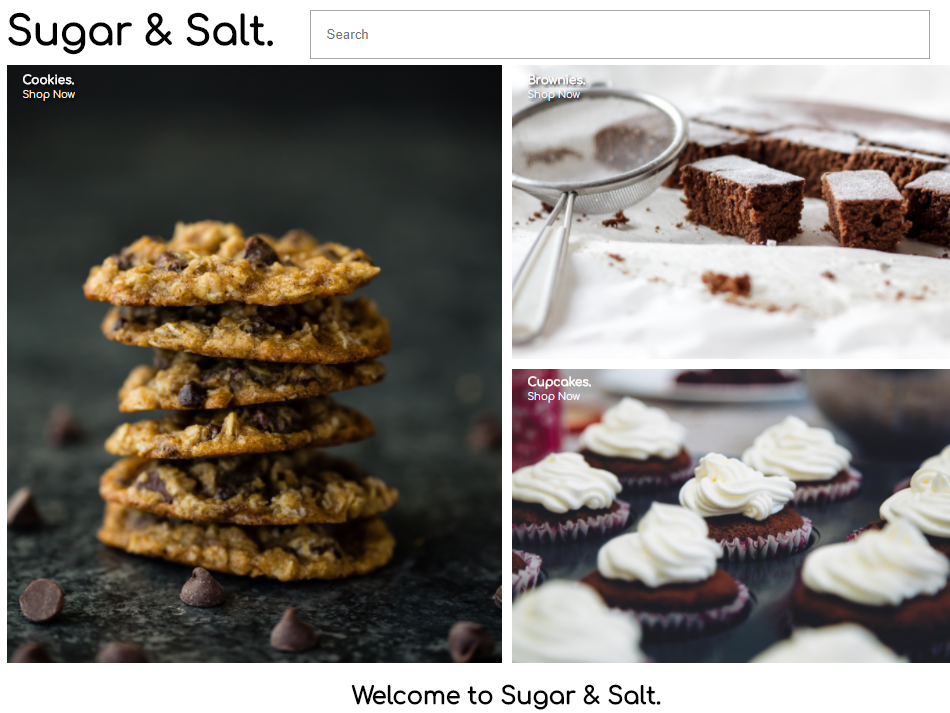 Sugar & Salt.
Search
Cookies.
Shop Now
Brownies.
Shop Now
Cupcakes.
Shop Now
Welcome to Sugar & Salt.